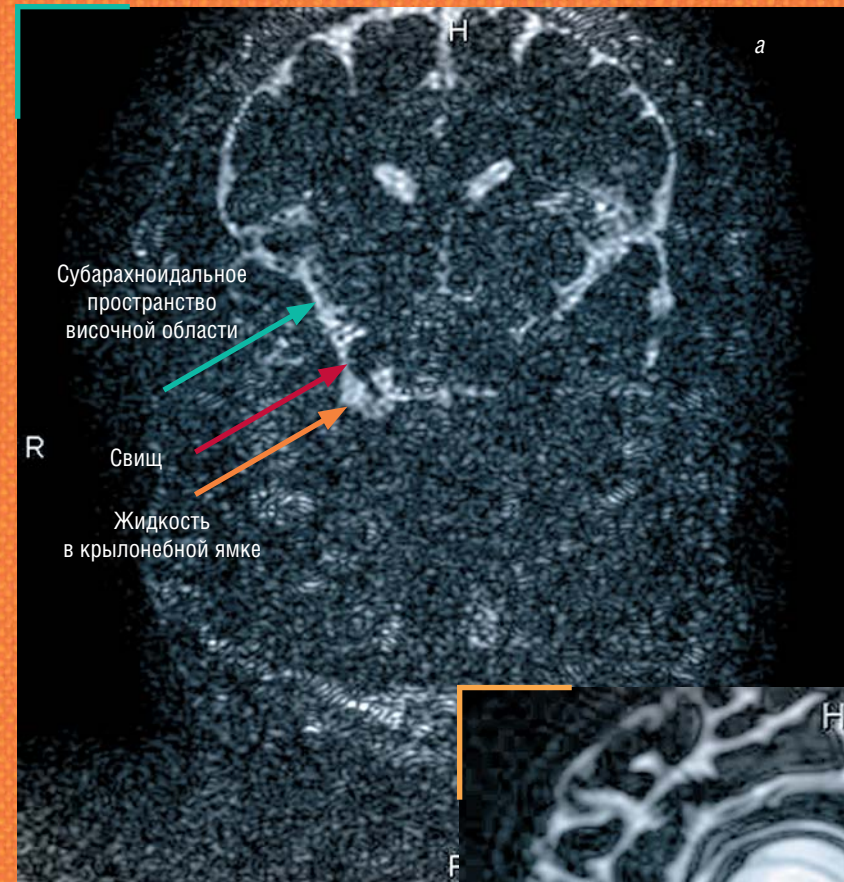 H
а
Субарахноидальное
пространство
височной области
R
Свищ
Жидкость
в крылонебной ямке
H
F